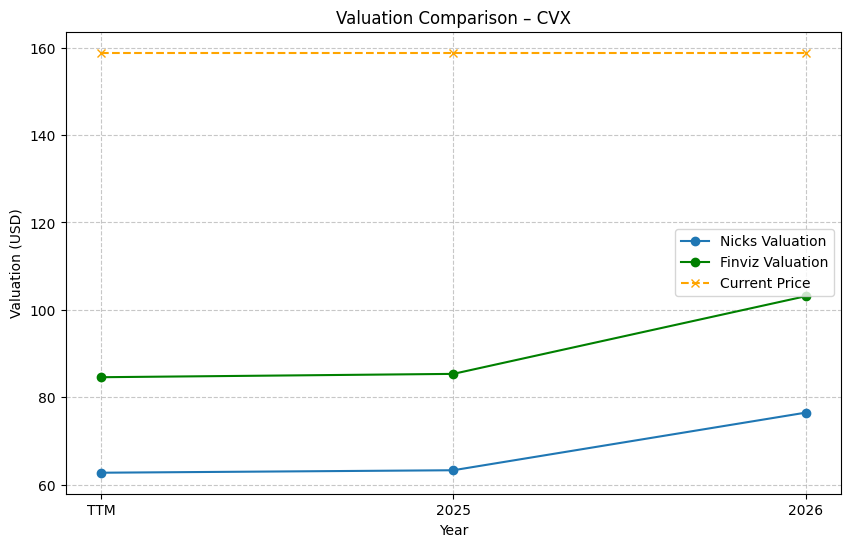 Valuation Comparison – CVX
160
140
120
100
80
60
Valuation (USD)
Nicks Valuation
Finviz Valuation
Current Price
TTM
2025
2026
Year